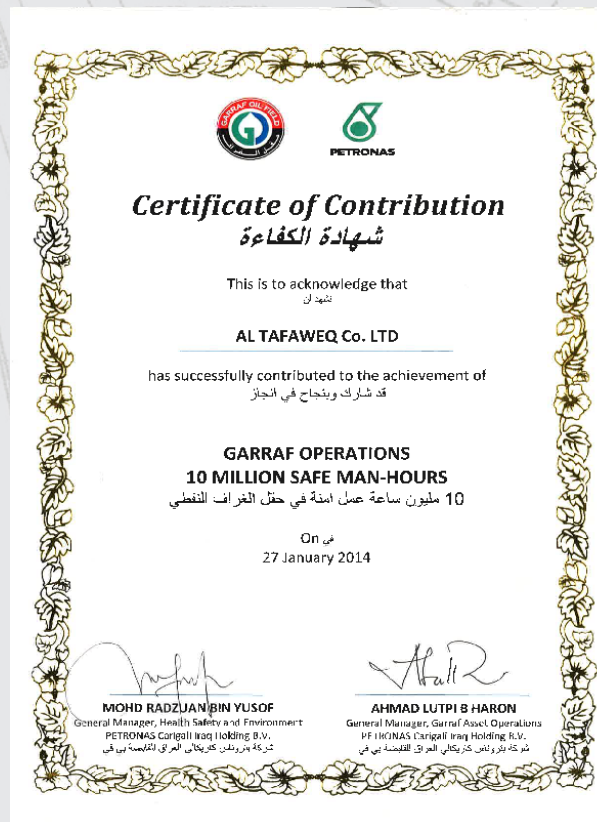 GARRAF OIL FIELD
PETRONAS
Certificate of Contribution
شهادة الكفاءة
This is to acknowledge that
نشهد ان
AL TAFAWEQ Co. LTD
has successfully contributed to the achievement of
قد شارك وبنجاح في انجاز
GARRAF OPERATIONS
10 MILLION SAFE MAN-HOURS
10 مليون ساعة عمل امنة في حقل الغراف النفطي
On في
27 January 2014
MOHD RADZUAN BIN YUSOF
General Manager, Health Safety and Environment
PETRONAS Carigali Iraq Holding B.V.
شركة بتروناس كاريكالي العراق القابضة بي في
AHMAD LUTPI B HARON
General Manager, Garraf Asset Operations
PETRONAS Carigali Iraq Holding B.V.
شركة بتروناس كاريكالي العراق القابضة بي في